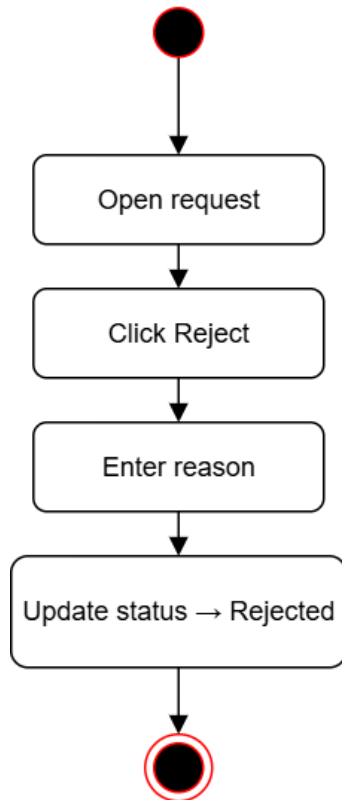 Open request
Click Reject
Enter reason
Update status → Rejected